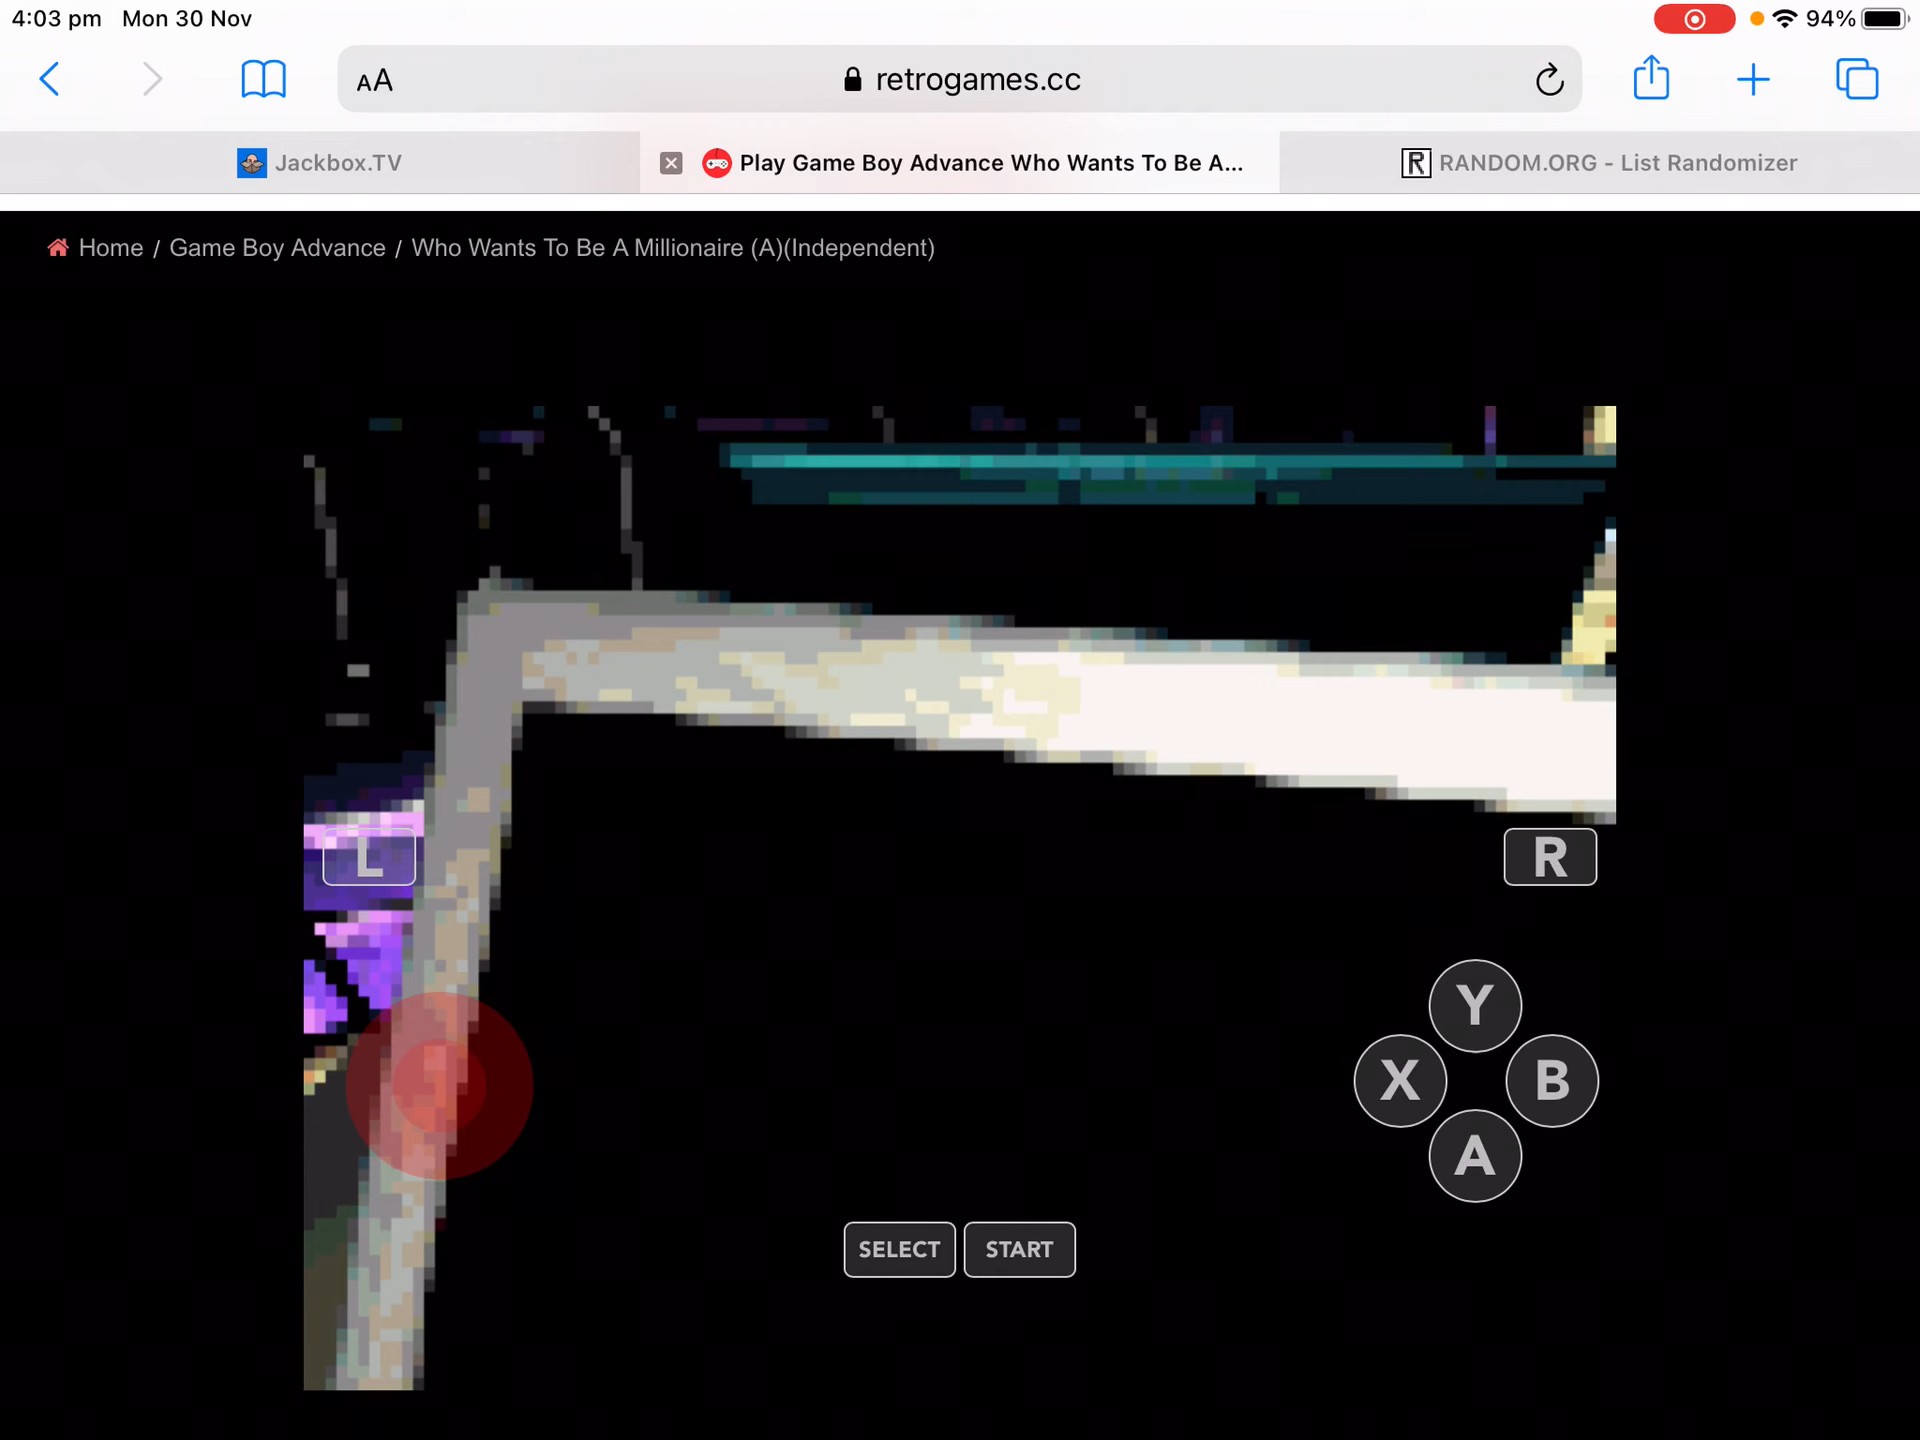 4:03 pm Mon 30 Nov 94%
AA retrogames.cc
Jackbox.TV Play Game Boy Advance Who Wants To Be A... R RANDOM.ORG - List Randomizer
Home / Game Boy Advance / Who Wants To Be A Millionaire (A)(Independent)
L R
Y
X B
A
SELECT START